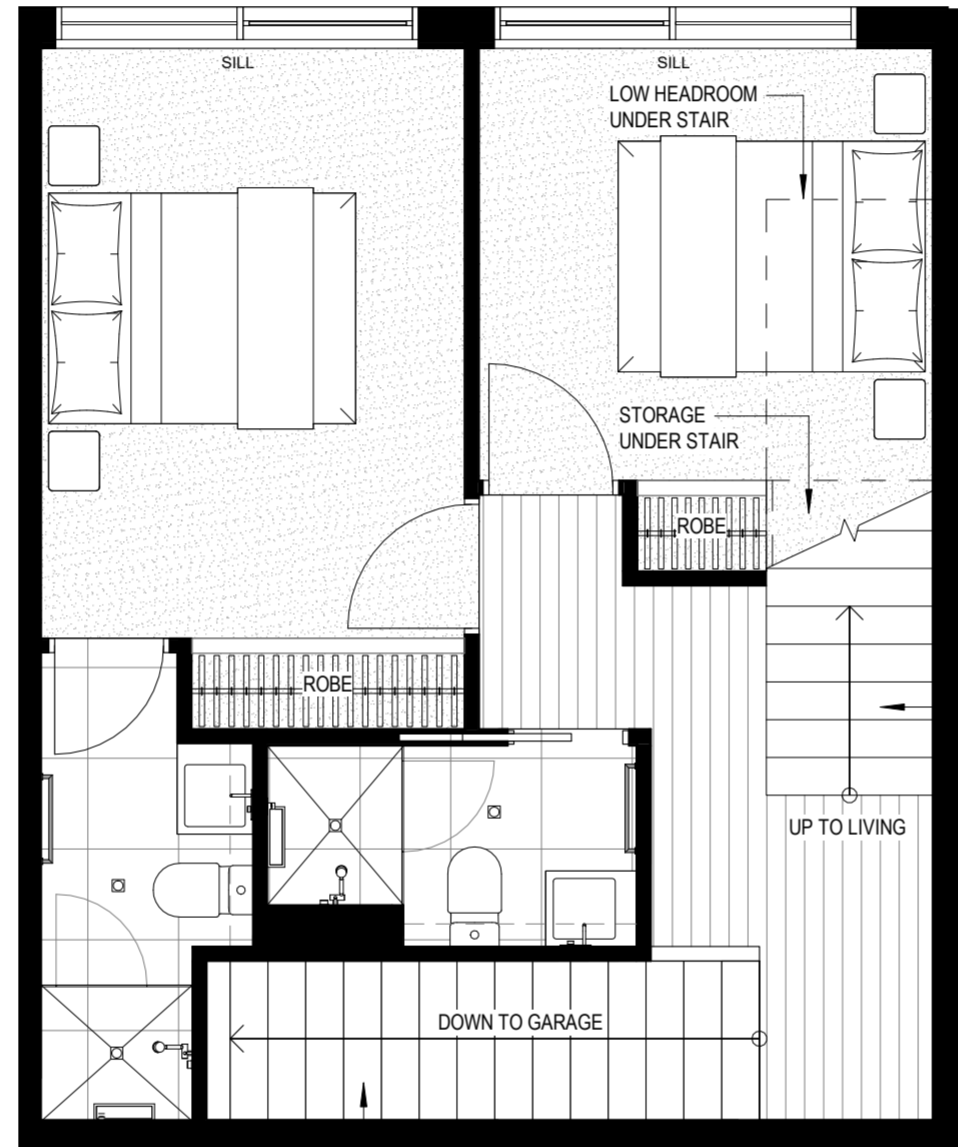 SILL
SILL
LOW HEADROOM
UNDER STAIR
STORAGE
UNDER STAIR
ROBE
ROBE
UP TO LIVING
DOWN TO GARAGE